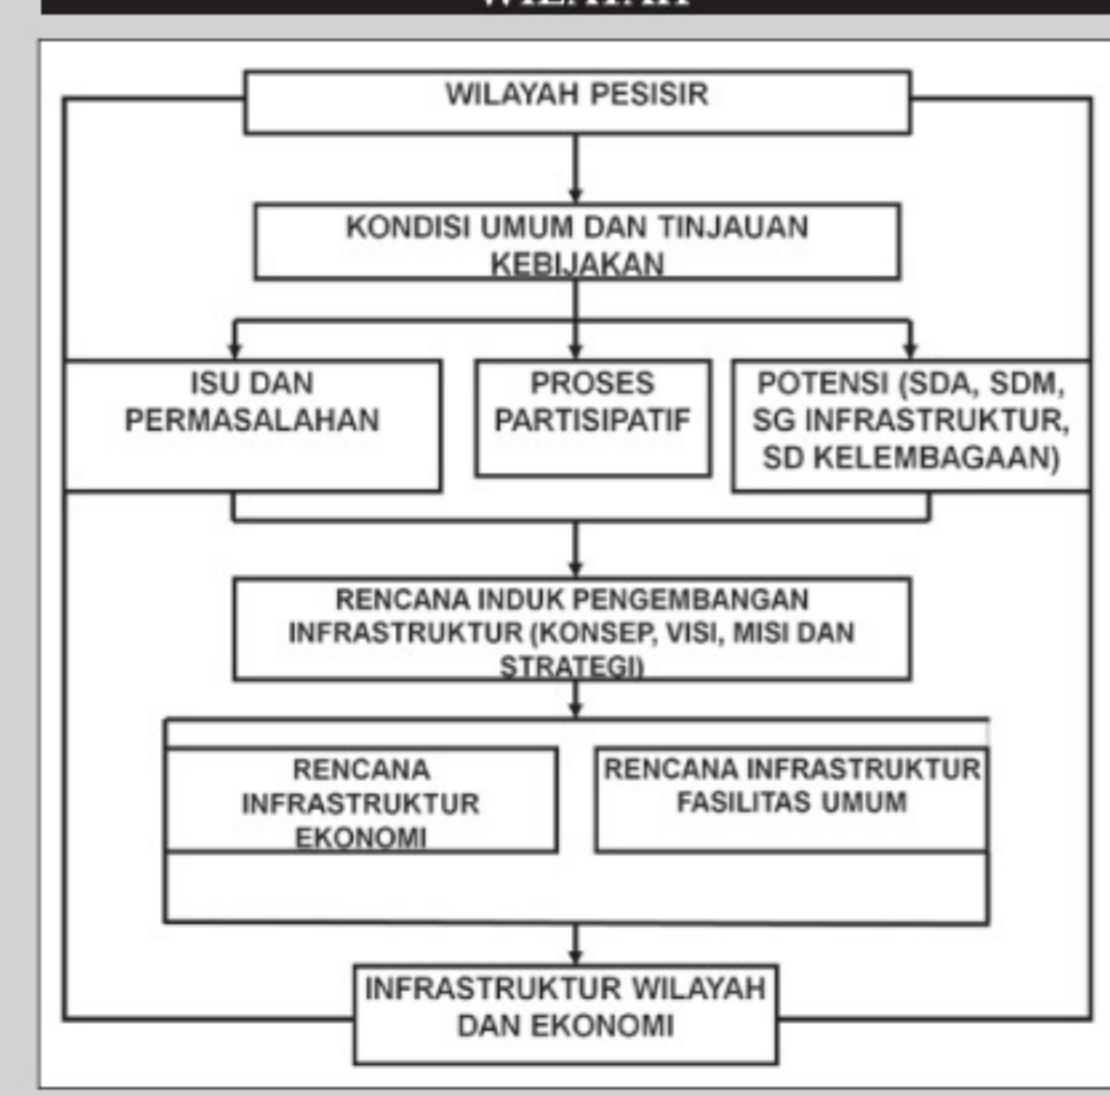 WILAYAH
WILAYAH PESISIR
KONDISI UMUM DAN TINJAUAN
KEBIJAKAN
ISU DAN
PERMASALAHAN
PROSES
PARTISIPATIF
POTENSI (SDA, SDM,
SG INFRASTRUKTUR,
SD KELEMBAGAAN)
RENCANA INDUK PENGEMBANGAN
INFRASTRUKTUR (KONSEP, VISI, MISI DAN
STRATEGI)
RENCANA
INFRASTRUKTUR
EKONOMI
RENCANA INFRASTRUKTUR
FASILITAS UMUM
INFRASTRUKTUR WILAYAH
DAN EKONOMI